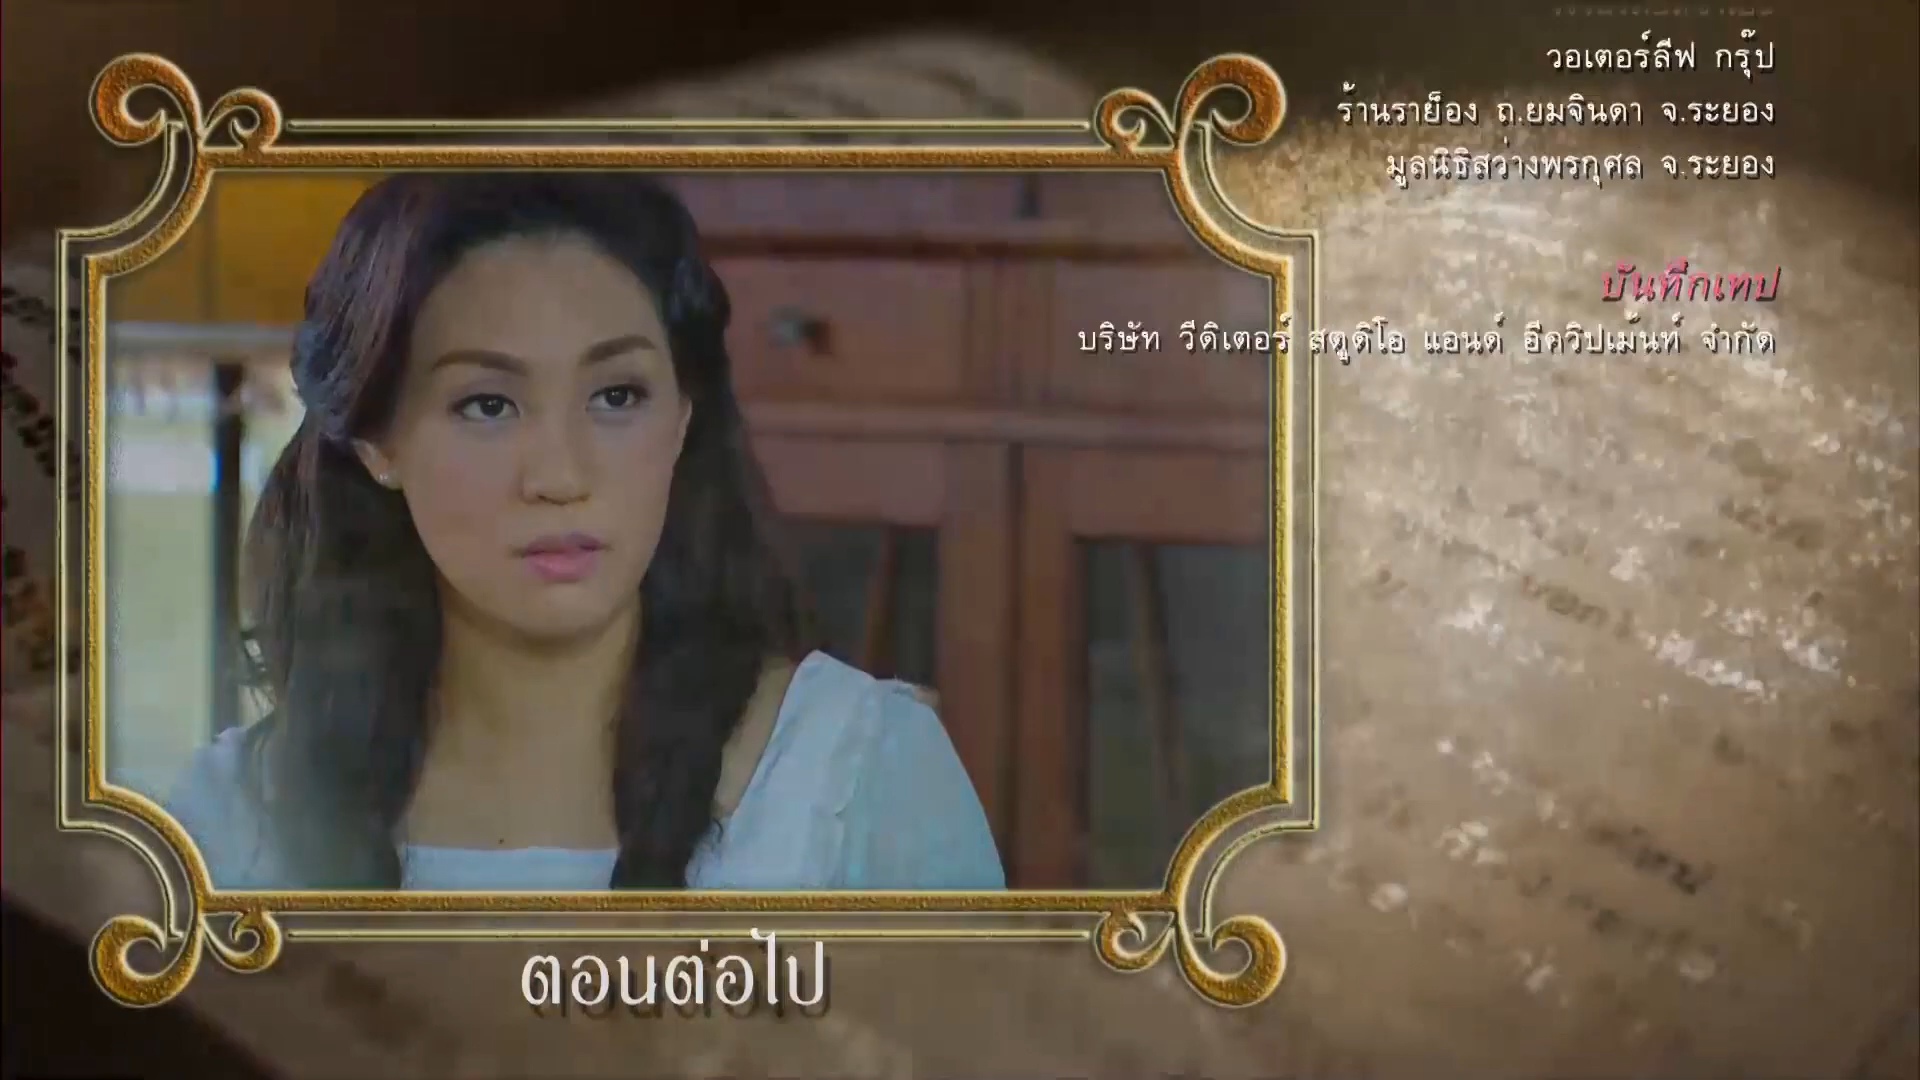 วอเตอร์ลีฟ กรุ๊ป
ร้านราย็อง ถ.ยมจินดา จ.ระยอง
มูลนิธิสว่างพรกุศล จ.ระยอง
บันทึกเทป
บริษัท วีดิเตอร์ สตูดิโอ แอนด์ อีควิปเม้นท์ จำกัด
ตอนต่อไป